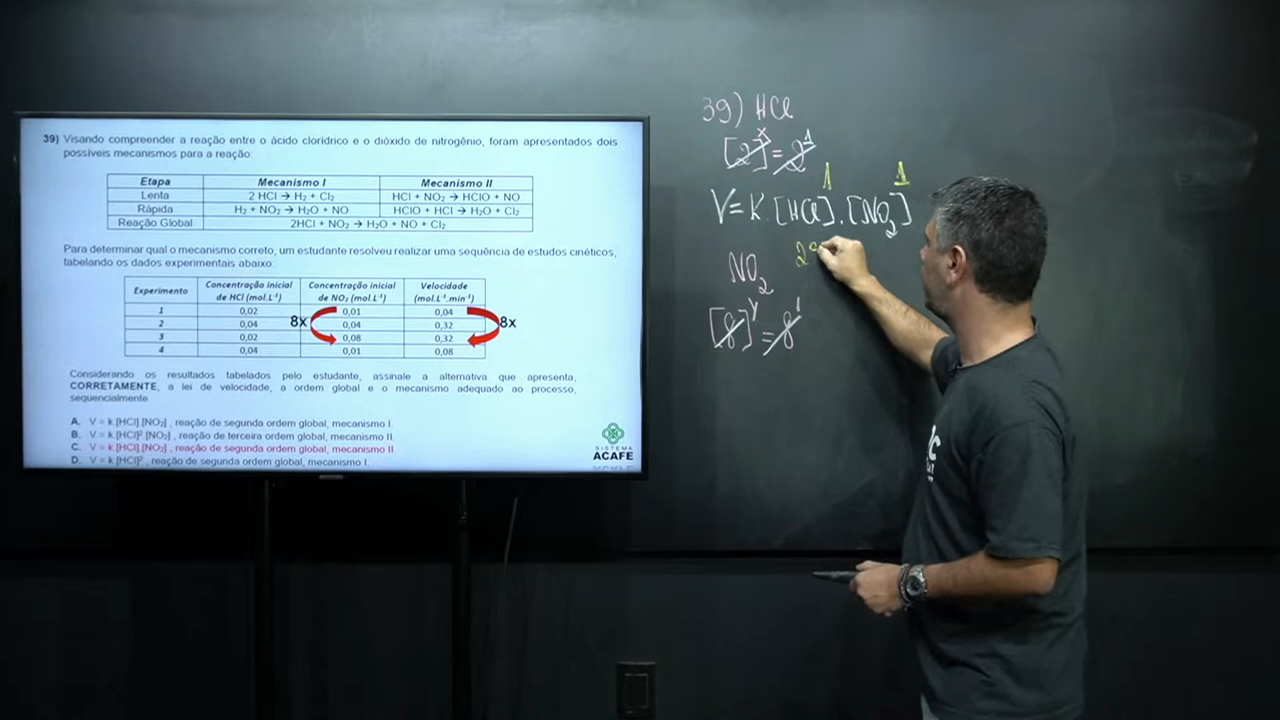 39) Visando compreender a reação entre o ácido clorídrico e o dióxido de nitrogênio, foram apresentados dois
possíveis mecanismos para a reação:
Etapa Mecanismo I Mecanismo II
Lenta 2 HCl → H₂ + Cl₂ HCl + NO₂ → HClO + NO
Rápida H₂ + NO₂ → H₂O + NO HClO + HCl → H₂O + Cl₂
Reação Global 2HCl + NO₂ → H₂O + NO + Cl₂
Para determinar qual o mecanismo correto, um estudante resolveu realizar uma sequência de estudos cinéticos,
tabelando os dados experimentais abaixo:
Experimento Concentração inicial de HCl (mol.L⁻¹) Concentração inicial de NO₂ (mol.L⁻¹) Velocidade (mol.L⁻¹.min⁻¹)
1 0,02 0,01 0,04
2 0,04 0,04 0,32
3 0,02 0,08 0,32
4 0,04 0,01 0,08
8x 8x
Considerando os resultados tabelados pelo estudante, assinale a alternativa que apresenta,
CORRETAMENTE, a lei de velocidade, a ordem global e o mecanismo adequado ao processo,
sequencialmente
A. V = k [HCl] [NO₂] , reação de segunda ordem global, mecanismo I.
B. V = k [HCl]² [NO₂] , reação de terceira ordem global, mecanismo II.
C. V = k [HCl] [NO₂] , reação de segunda ordem global, mecanismo II.
D. V = k [HCl]² , reação de segunda ordem global, mecanismo I.
SISTEMA
ACAFE
39) HCl
[2]ˣ = 2¹
1 1
V = K . [HCl] . [NO₂]
2º
NO₂
[8]ʸ = 8¹